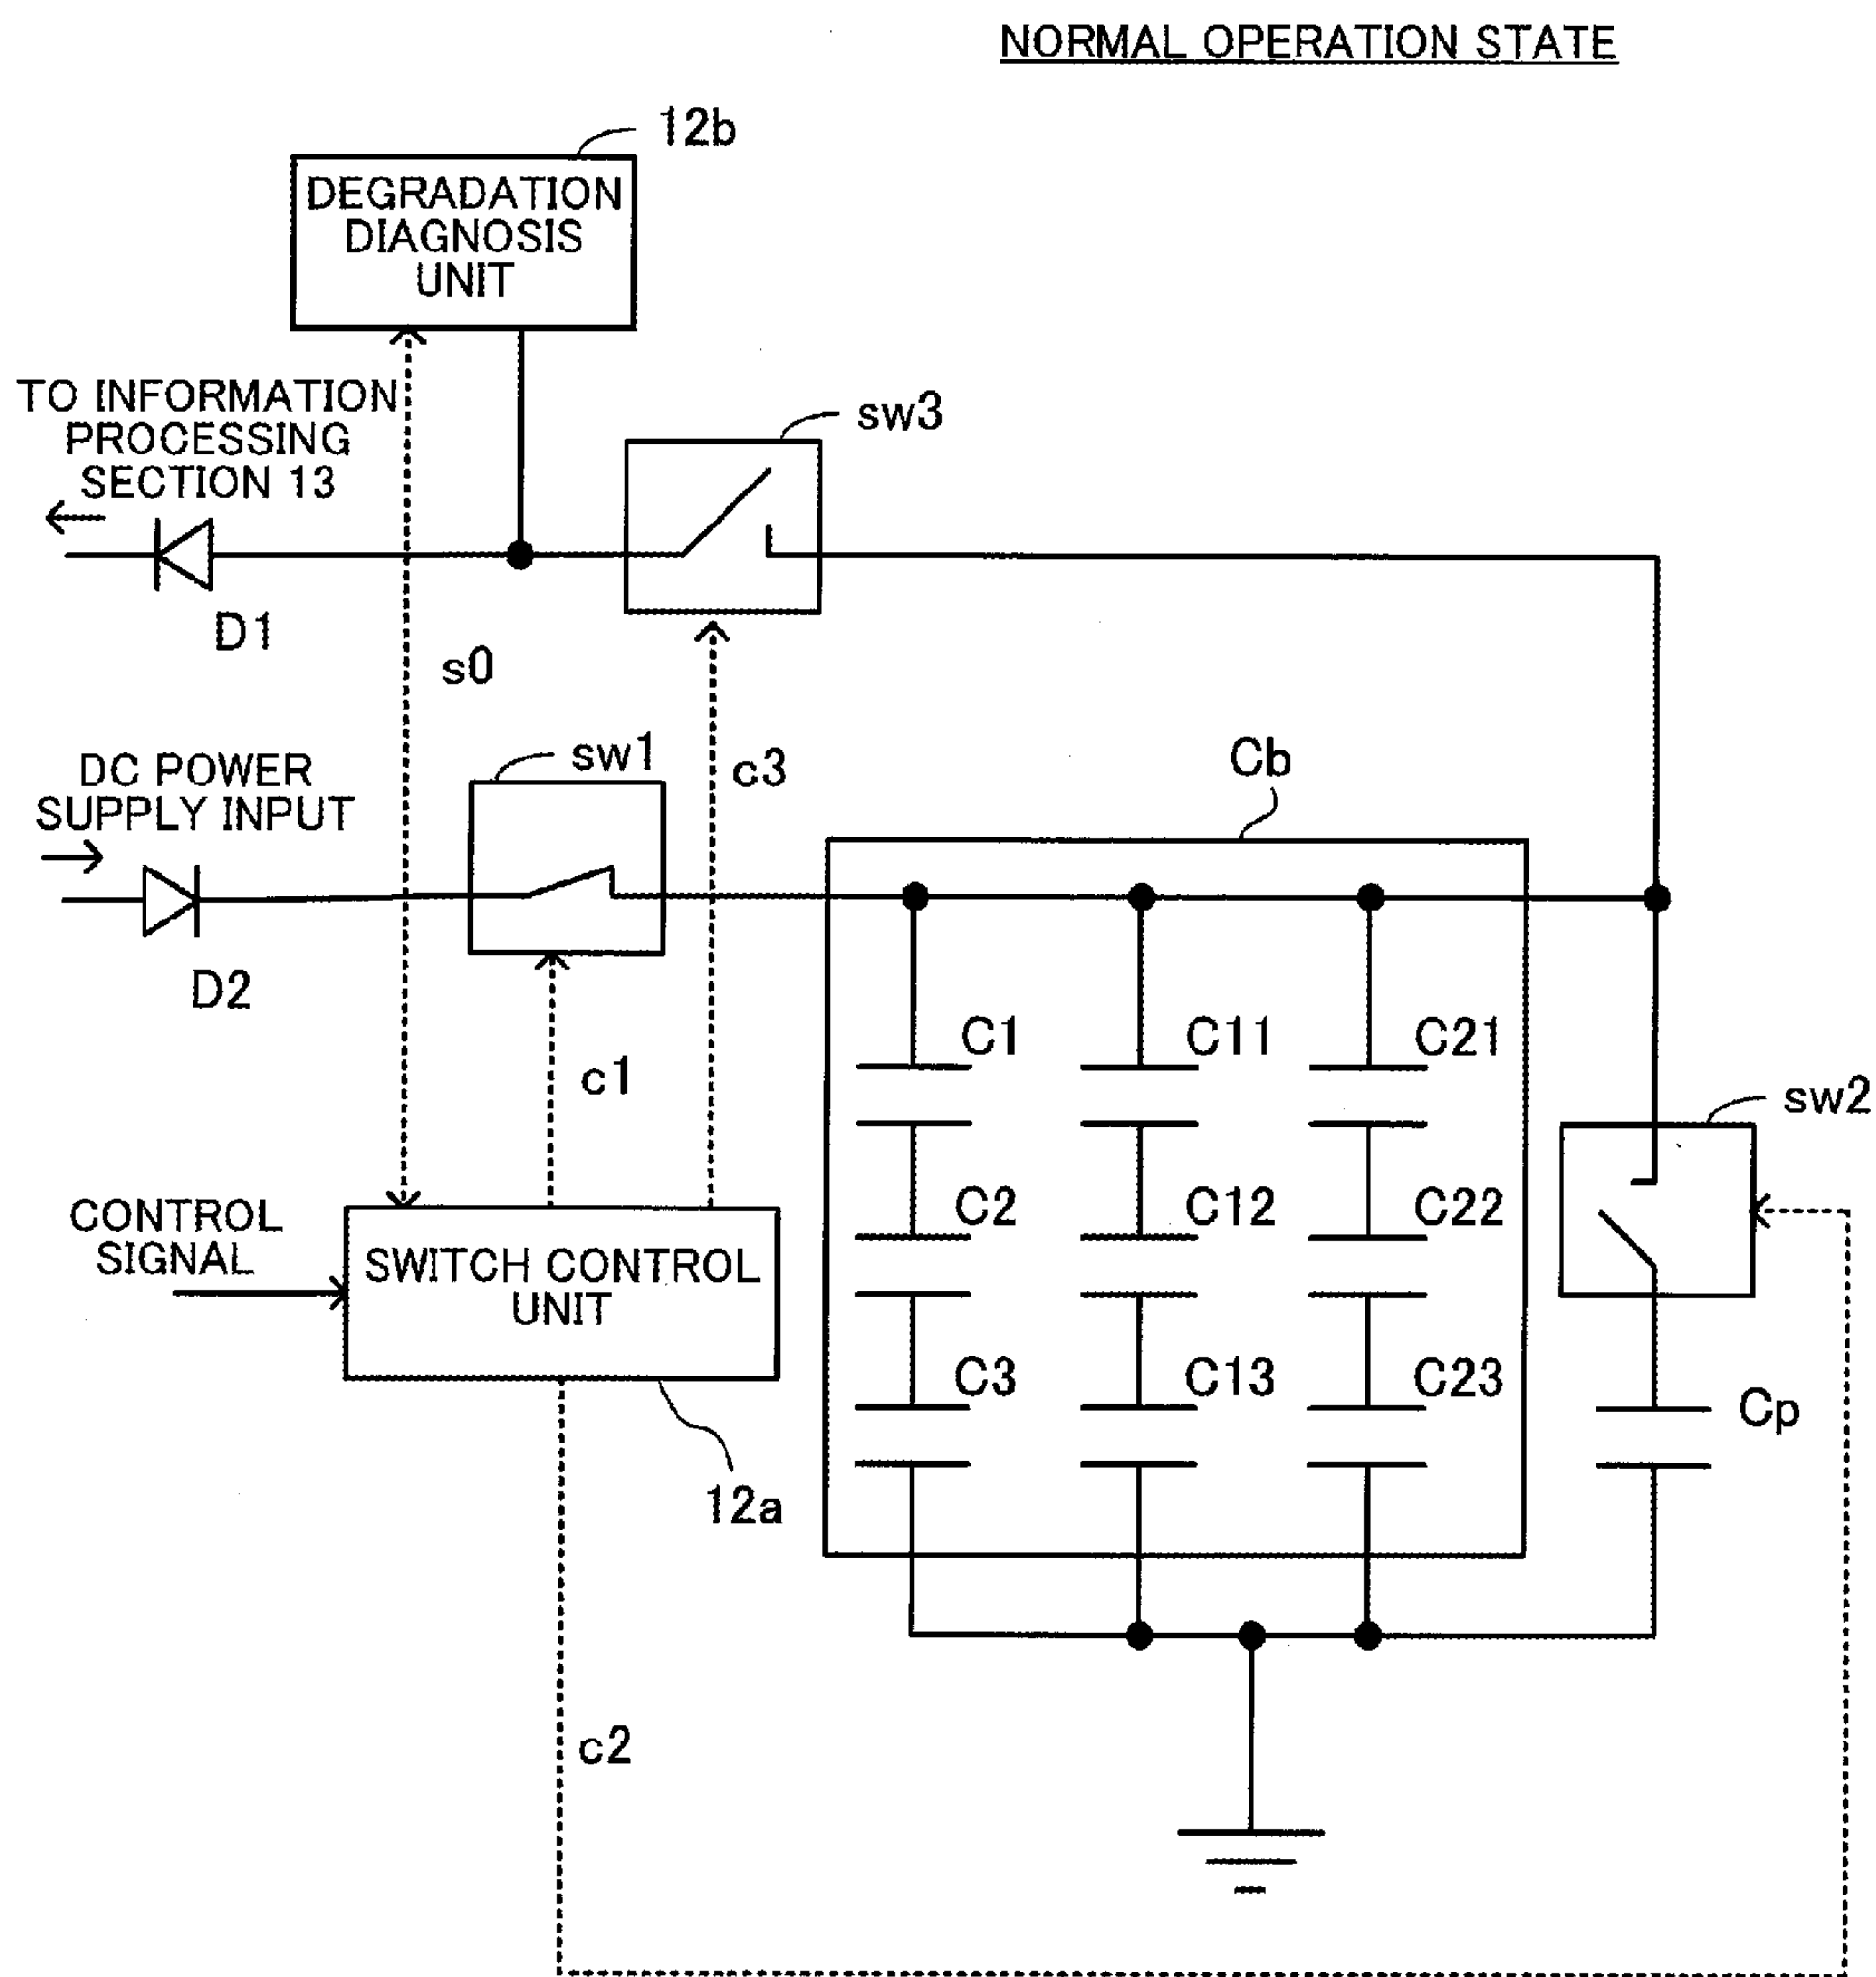 NORMAL OPERATION STATE
12b
DEGRADATION
DIAGNOSIS
UNIT
TO INFORMATION
PROCESSING
SECTION 13
sw3
D1
s0
DC POWER
SUPPLY INPUT
sw1
c3
Cb
D2
c1
C1
C11
C21
sw2
CONTROL
SIGNAL
SWITCH CONTROL
UNIT
C2
C12
C22
C3
C13
C23
Cp
12a
c2